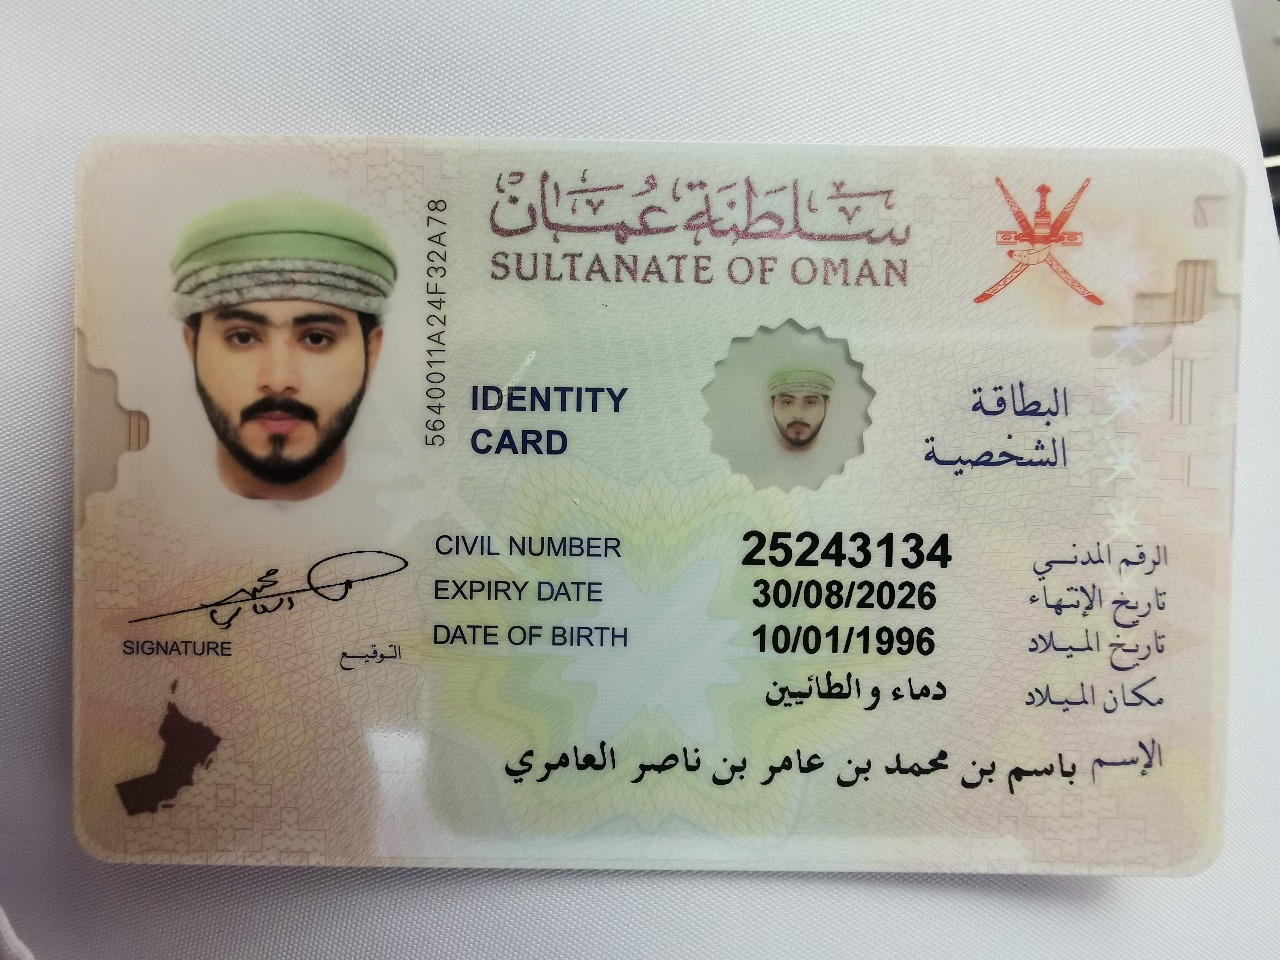 سلطنة عُمان
SULTANATE OF OMAN
5640011A24F32A78
IDENTITY CARD
البطاقة الشخصية
CIVIL NUMBER 25243134 الرقم المدني
EXPIRY DATE 30/08/2026 تاريخ الإنتهاء
DATE OF BIRTH 10/01/1996 تاريخ الميلاد
دماء والطائيين مكان الميلاد
الإسم باسم بن محمد بن عامر بن ناصر العامري
SIGNATURE التوقيع